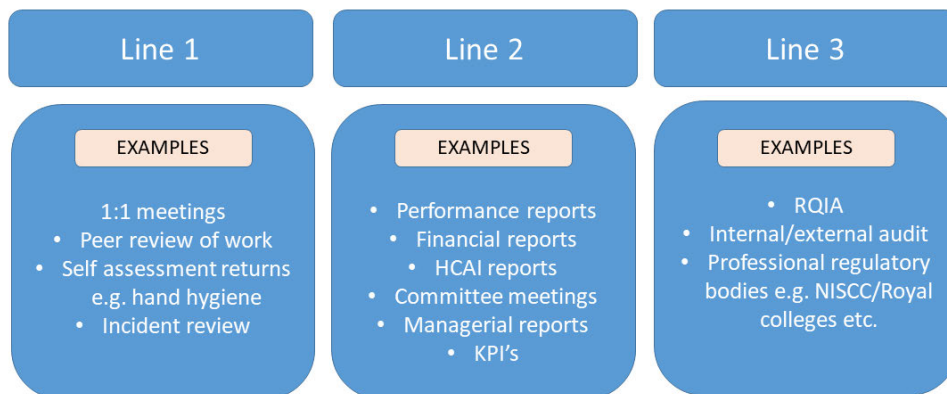 Line 1
Line 2
Line 3
EXAMPLES
1:1 meetings
• Peer review of work
• Self assessment returns
e.g. hand hygiene
• Incident review
EXAMPLES
• Performance reports
• Financial reports
• HCAI reports
• Committee meetings
• Managerial reports
• KPI's
EXAMPLES
• RQIA
• Internal/external audit
• Professional regulatory
bodies e.g. NISCC/Royal
colleges etc.